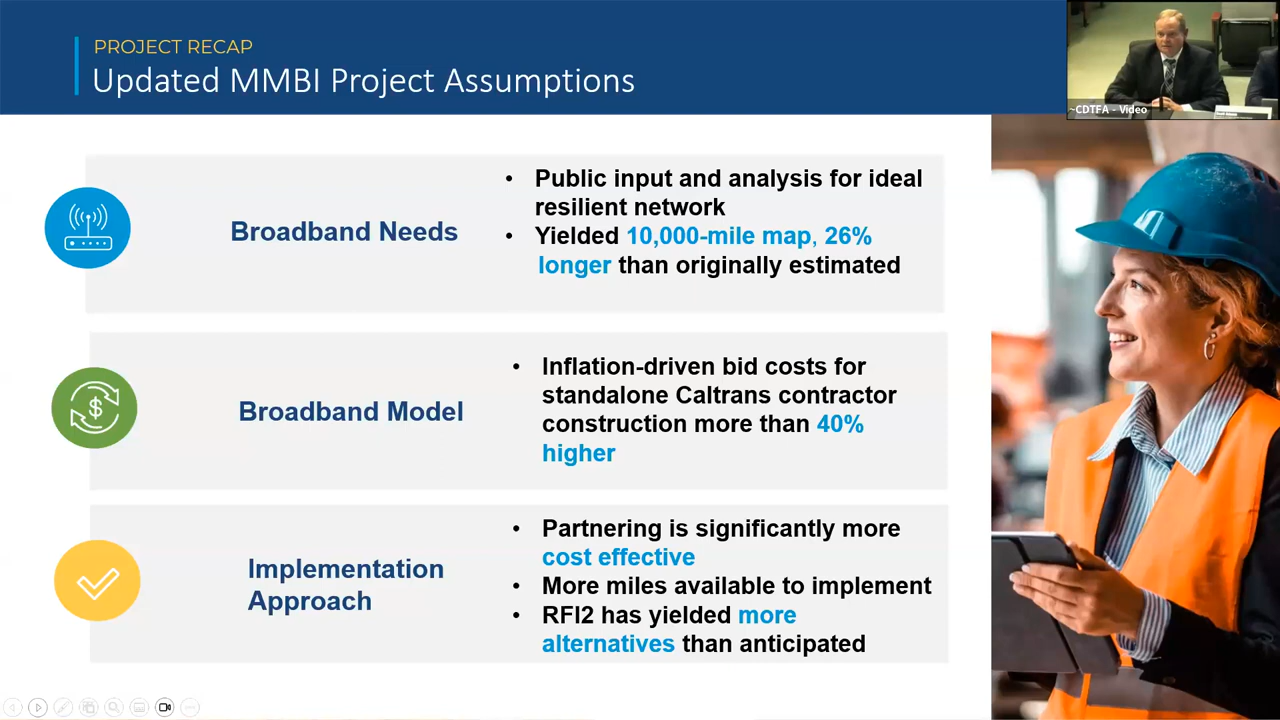 PROJECT RECAP
Updated MMBI Project Assumptions
~CDTFA - Video
Broadband Needs
• Public input and analysis for ideal
resilient network
• Yielded 10,000-mile map, 26%
longer than originally estimated
Broadband Model
• Inflation-driven bid costs for
standalone Caltrans contractor
construction more than 40%
higher
Implementation
Approach
• Partnering is significantly more
cost effective
• More miles available to implement
• RFI2 has yielded more
alternatives than anticipated